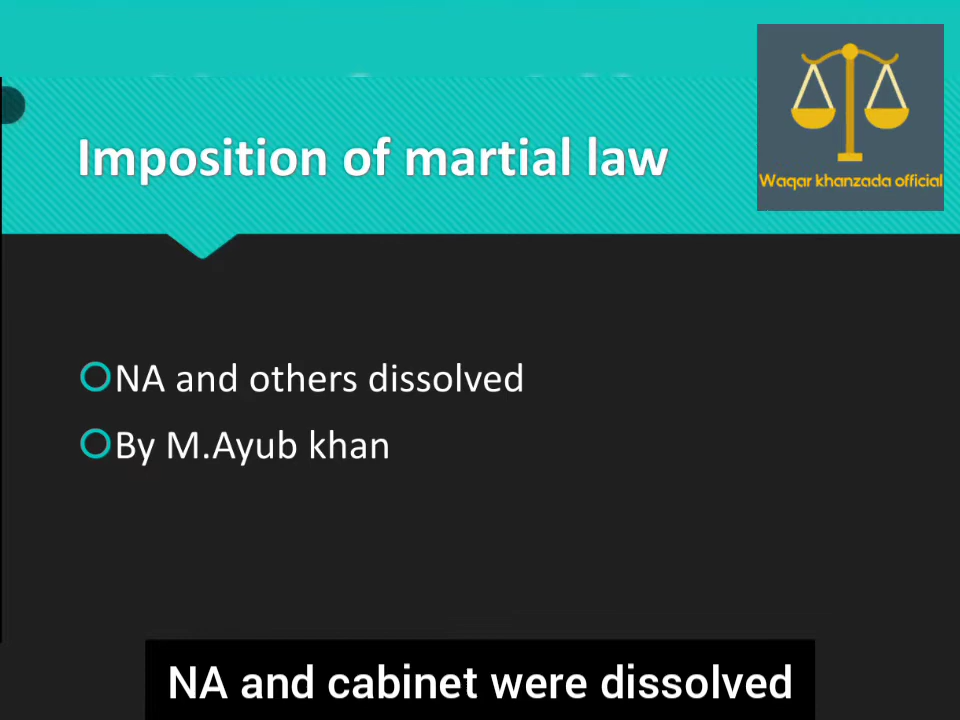 Imposition of martial law
Waqar khanzada official
NA and others dissolved
By M.Ayub khan
NA and cabinet were dissolved